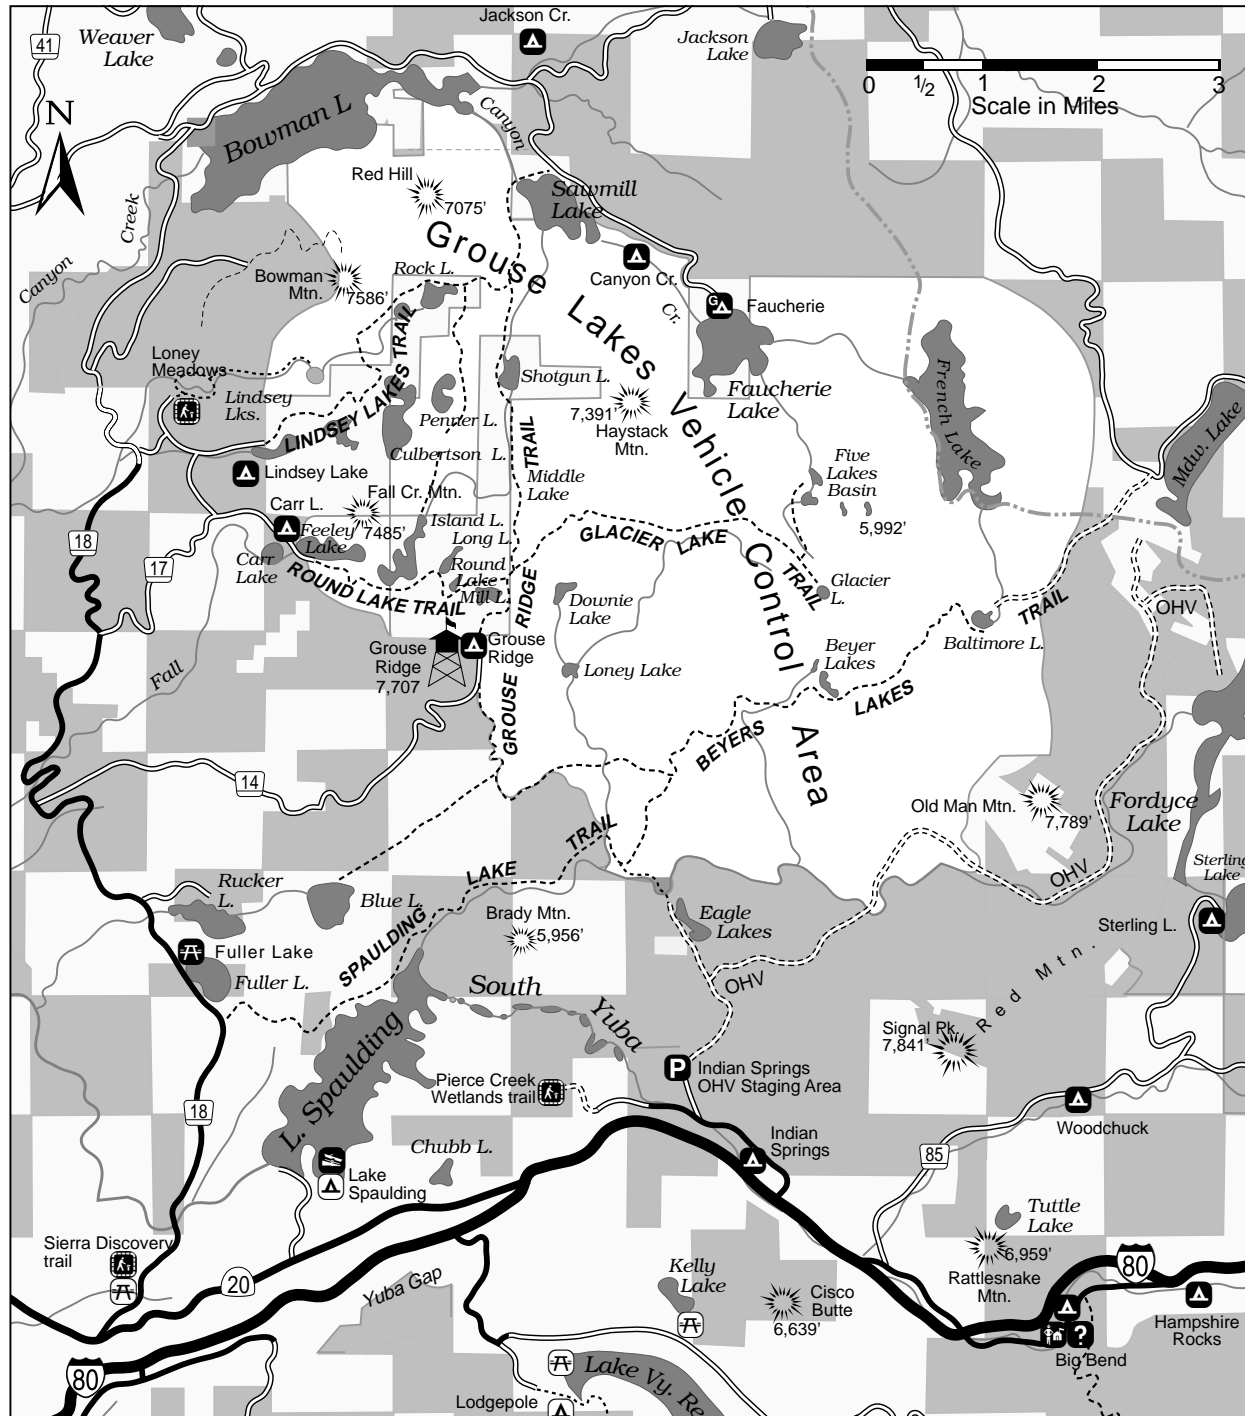 Jackson Cr.
Weaver
Lake
41
Jackson
Lake
0
1/2
1
2
3
Scale in Miles
N
Bowman L
Canyon
Red Hill
7075'
Sawmill
Lake
Creek
Canyon
Grouse
Lakes
Vehicle
Control
Area
Canyon Cr.
Cr.
Bowman
Mtn.
7586'
Rock L.
G
Faucherie
Faucherie
Lake
Loney
Meadows
Lindsey
Lks.
LINDSEY LAKES TRAIL
Shotgun L.
7,391'
Haystack
Mtn.
French Lake
Mdw. Lake
Penner L.
Culbertson L.
TRAIL
Middle
Lake
Five
Lakes
Basin
5,992'
Lindsey Lake
Fall Cr. Mtn.
7485'
Carr L.
Feeley
Lake
Carr
Lake
Island L.
Long L.
Round
Lake
Mill L.
18
17
GLACIER LAKE TRAIL
Glacier
L.
ROUND LAKE TRAIL
Downie
Lake
GROUSE RIDGE
Grouse
Ridge
Grouse
Ridge
7,707
Loney Lake
Beyer
Lakes
Baltimore L.
TRAIL
OHV
Fall
BEYERS LAKES
14
Old Man Mtn.
7,789'
Fordyce
Lake
OHV
Sterling
Lake
SPAULDING LAKE TRAIL
Rucker
L.
Blue L.
Brady Mtn.
5,956'
Eagle
Lakes
Sterling L.
Fuller Lake
Fuller L.
OHV
South
Yuba
Red Mtn.
Signal Pk.
7,841'
L. Spaulding
Pierce Creek
Wetlands trail
P
Indian Springs
OHV Staging Area
18
Woodchuck
Indian
Springs
85
Chubb L.
Lake
Spaulding
Tuttle
Lake
6,959'
Rattlesnake
Mtn.
80
Sierra Discovery
trail
20
Yuba Gap
Kelly
Lake
Cisco
Butte
6,639'
Hampshire
Rocks
?
Big Bend
80
Lake Vy. Re
Lodgepole